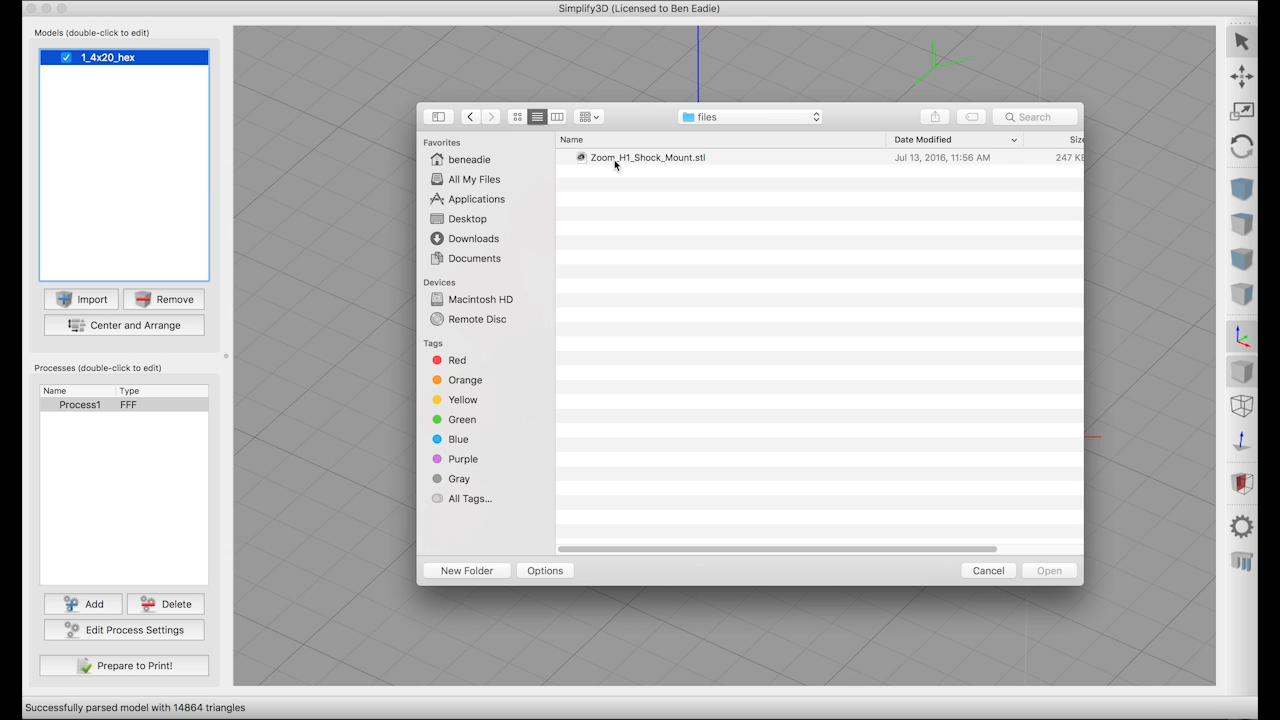 Simplify3D (Licensed to Ben Eadie)
Models (double-click to edit)
1_4x20_hex
Import
Remove
Center and Arrange
Processes (double-click to edit)
Name Type
Process1 FFF
Add
Delete
Edit Process Settings
Prepare to Print!
Successfully parsed model with 14864 triangles
files
Search
Favorites
beneadie
All My Files
Applications
Desktop
Downloads
Documents
Devices
Macintosh HD
Remote Disc
Tags
Red
Orange
Yellow
Green
Blue
Purple
Gray
All Tags...
Name Date Modified Size
Zoom_H1_Shock_Mount.stl Jul 13, 2016, 11:56 AM 247 KB
New Folder
Options
Cancel
Open